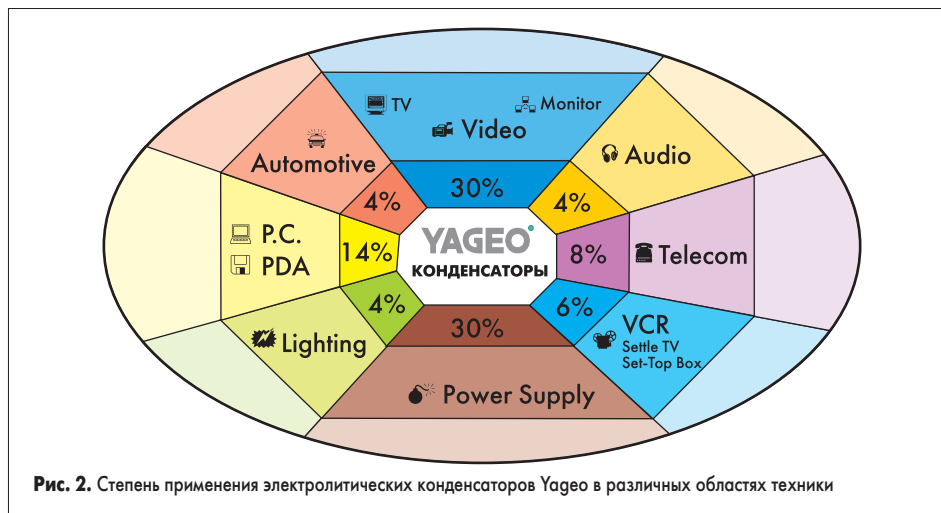 TV
Monitor
Video
30%
Automotive
4%
Audio
4%
P.C.
PDA
14%
YAGEO
КОНДЕНСАТОРЫ
8%
Telecom
4%
Lighting
30%
Power Supply
6%
VCR
Settle TV
Set-Top Box
Рис. 2. Степень применения электролитических конденсаторов Yageo в различных областях техники